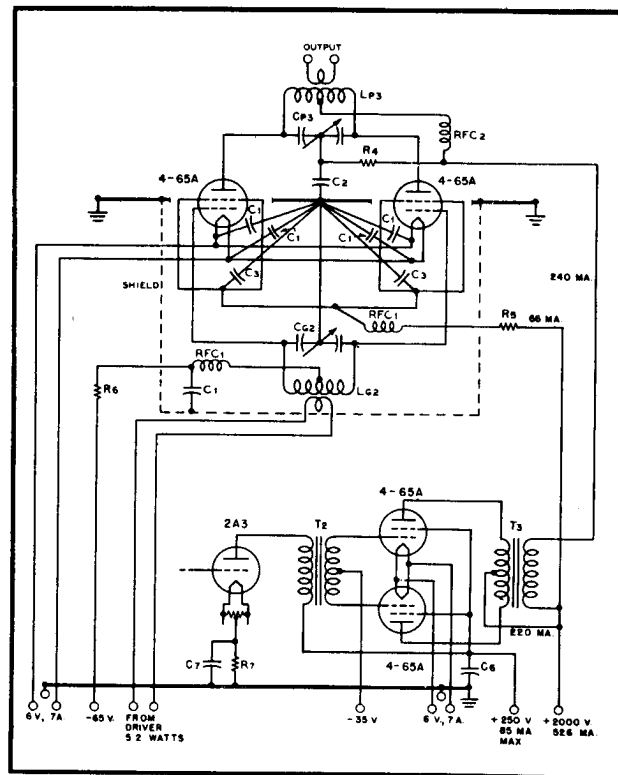 OUTPUT
LP3
CP3
RFC2
R4
4-65A
C2
4-65A
C1
C1
C1
C1
C3
C3
240 MA.
SHIELD
RFC1
R5
66 MA.
CG2
RFC1
R6
C1
LG2
4-65A
2A3
T2
T3
220 MA.
4-65A
C7
R7
C6
6 V, 7A.
-65V.
FROM
DRIVER
5.2 WATTS
-35 V.
6 V, 7A.
+250 V.
85 MA
MAX
+2000 V.
526 MA.